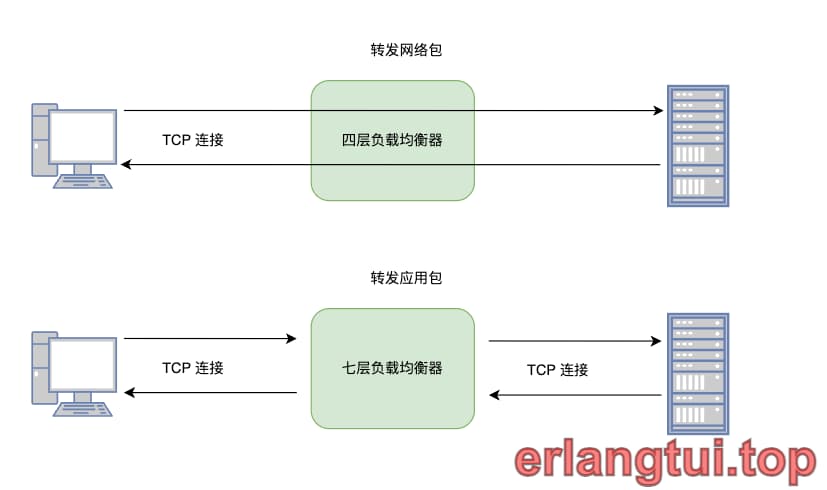 转发网络包
TCP 连接
四层负载均衡器
转发应用包
TCP 连接
七层负载均衡器
TCP 连接
erlangtui.top